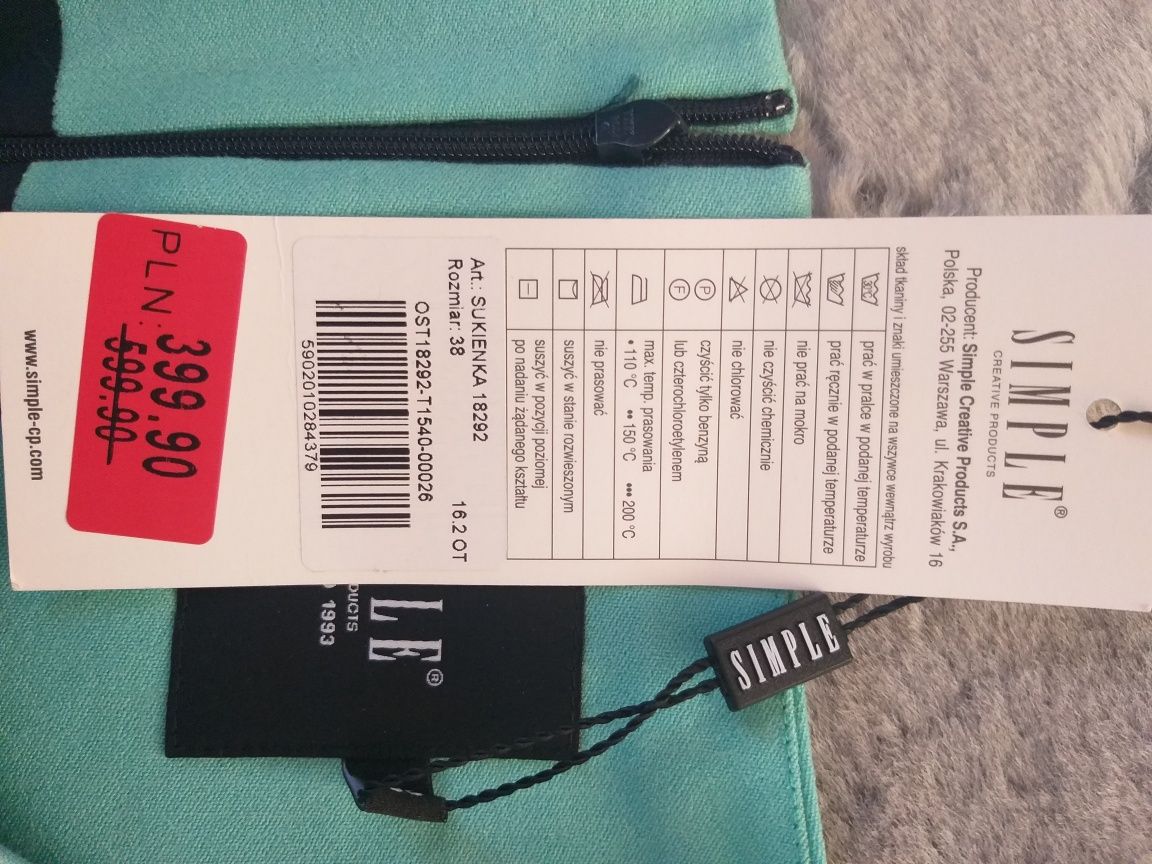 SIMPLE®
CREATIVE PRODUCTS
Producent: Simple Creative Products S.A.,
Polska, 02-255 Warszawa, ul. Krakowiaków 16
skład tkaniny i znaki umieszczone na wszywce wewnątrz wyrobu
30°C prać w pralce w podanej temperaturze
prać ręcznie w podanej temperaturze
nie prać na mokro
nie czyścić chemicznie
nie chlorować
P czyścić tylko benzyną
F lub czterochloroetylenem
max. temp. prasowania
• 110 °C •• 150 °C ••• 200 °C
nie prasować
suszyć w stanie rozwieszonym
suszyć w pozycji poziomej
po nadaniu żądanego kształtu
Art.: SUKIENKA 18292
Rozmiar: 38 16.2 OT
OST18292-T1540-00026
5902010284379
PLN: 399,90
599.90
www.simple-cp.com
LE®
DUCTS
1993
SIMPLE